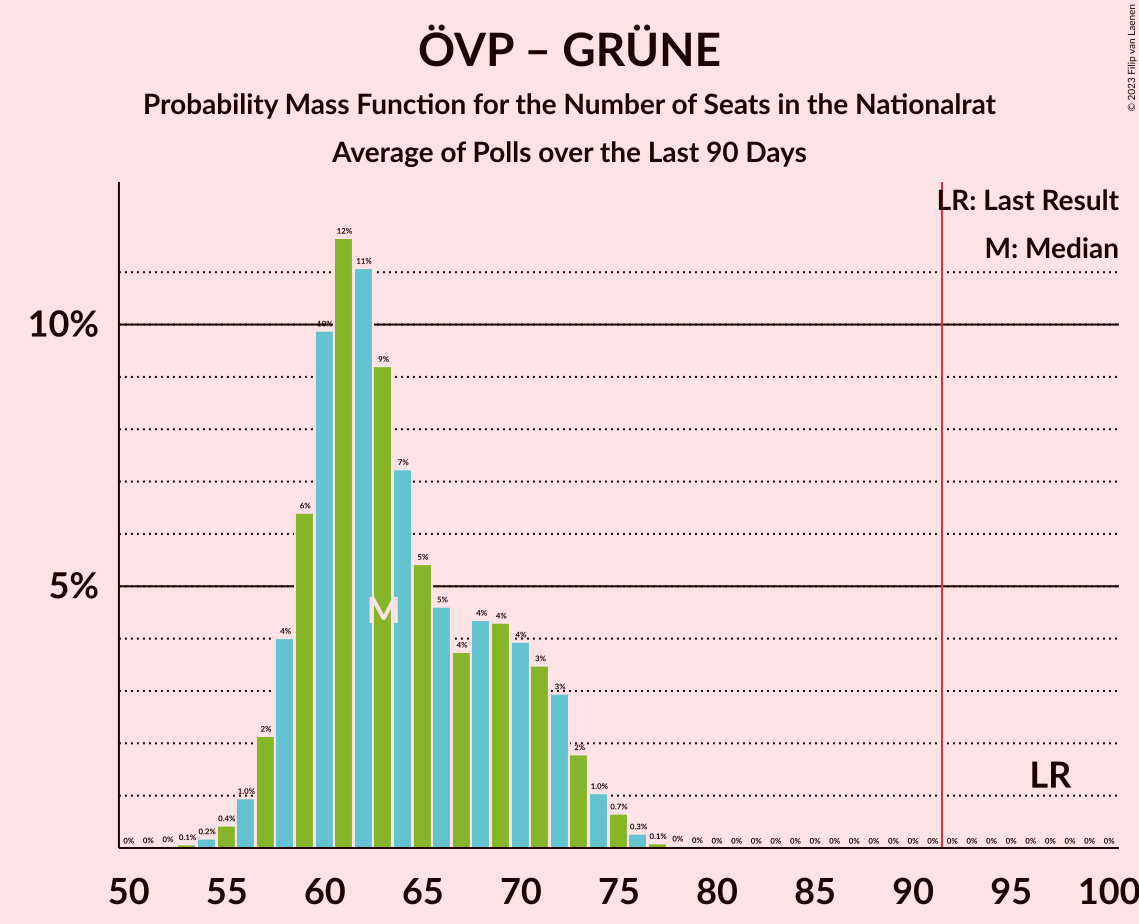 ÖVP – GRÜNE
Probability Mass Function for the Number of Seats in the Nationalrat
Average of Polls over the Last 90 Days
© 2023 Filip van Laenen
LR: Last Result
M: Median
10%
5%
0% 0% 0% 0.1% 0.2% 0.4% 1.0% 2% 4% 6% 10% 12% 11% 9% 7% 5% 5% 4% 4% 4% 4% 3% 3% 2% 1.0% 0.7% 0.3% 0.1% 0% 0% 0% 0% 0% 0% 0% 0% 0% 0% 0% 0% 0% 0% 0% 0% 0% 0% 0% 0% 0% 0% 0%
M
LR
50 55 60 65 70 75 80 85 90 95 100